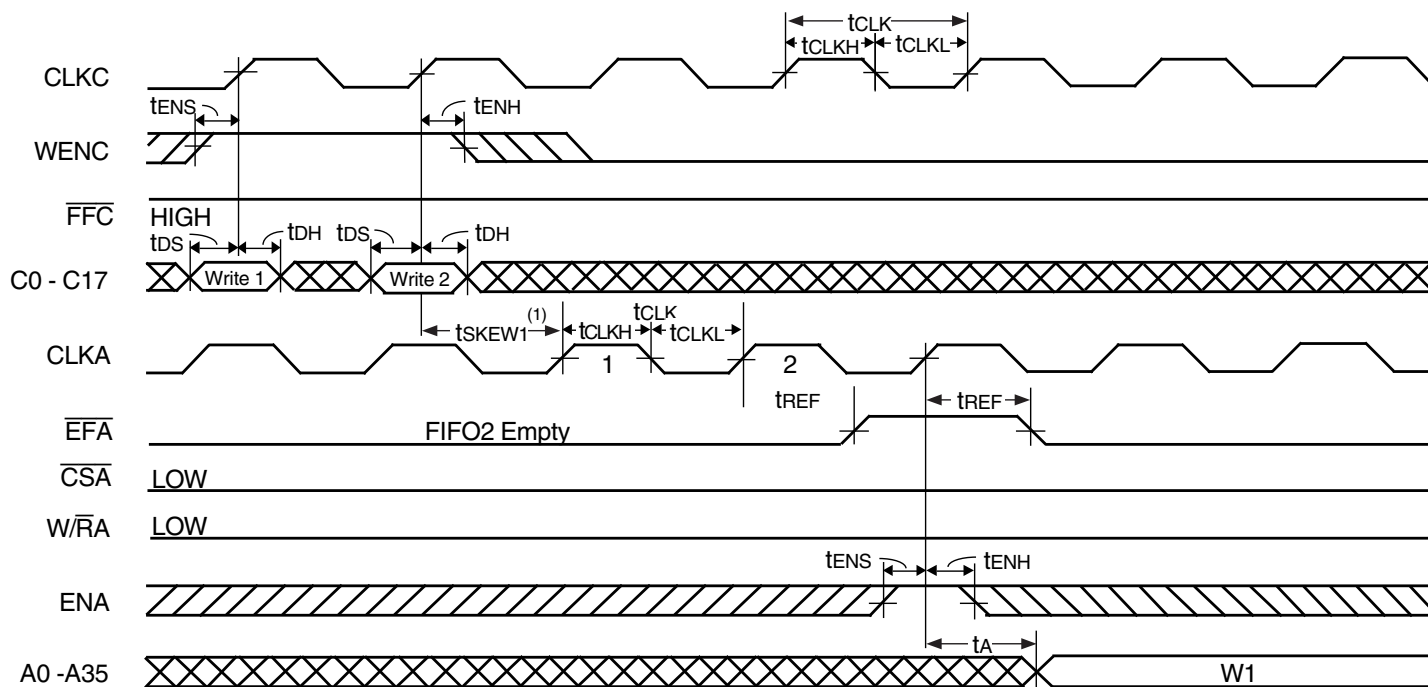 tCLK
tCLKH tCLKL
CLKC
tENS tENH
WENC
FFC HIGH
tDS tDH tDS tDH
C0 - C17 Write 1 Write 2
tSKEW1(1) tCLKH tCLK tCLKL
CLKA 1 2
tREF tREF
EFA FIFO2 Empty
CSA LOW
W/RA LOW
tENS tENH
ENA
tA
A0 -A35 W1